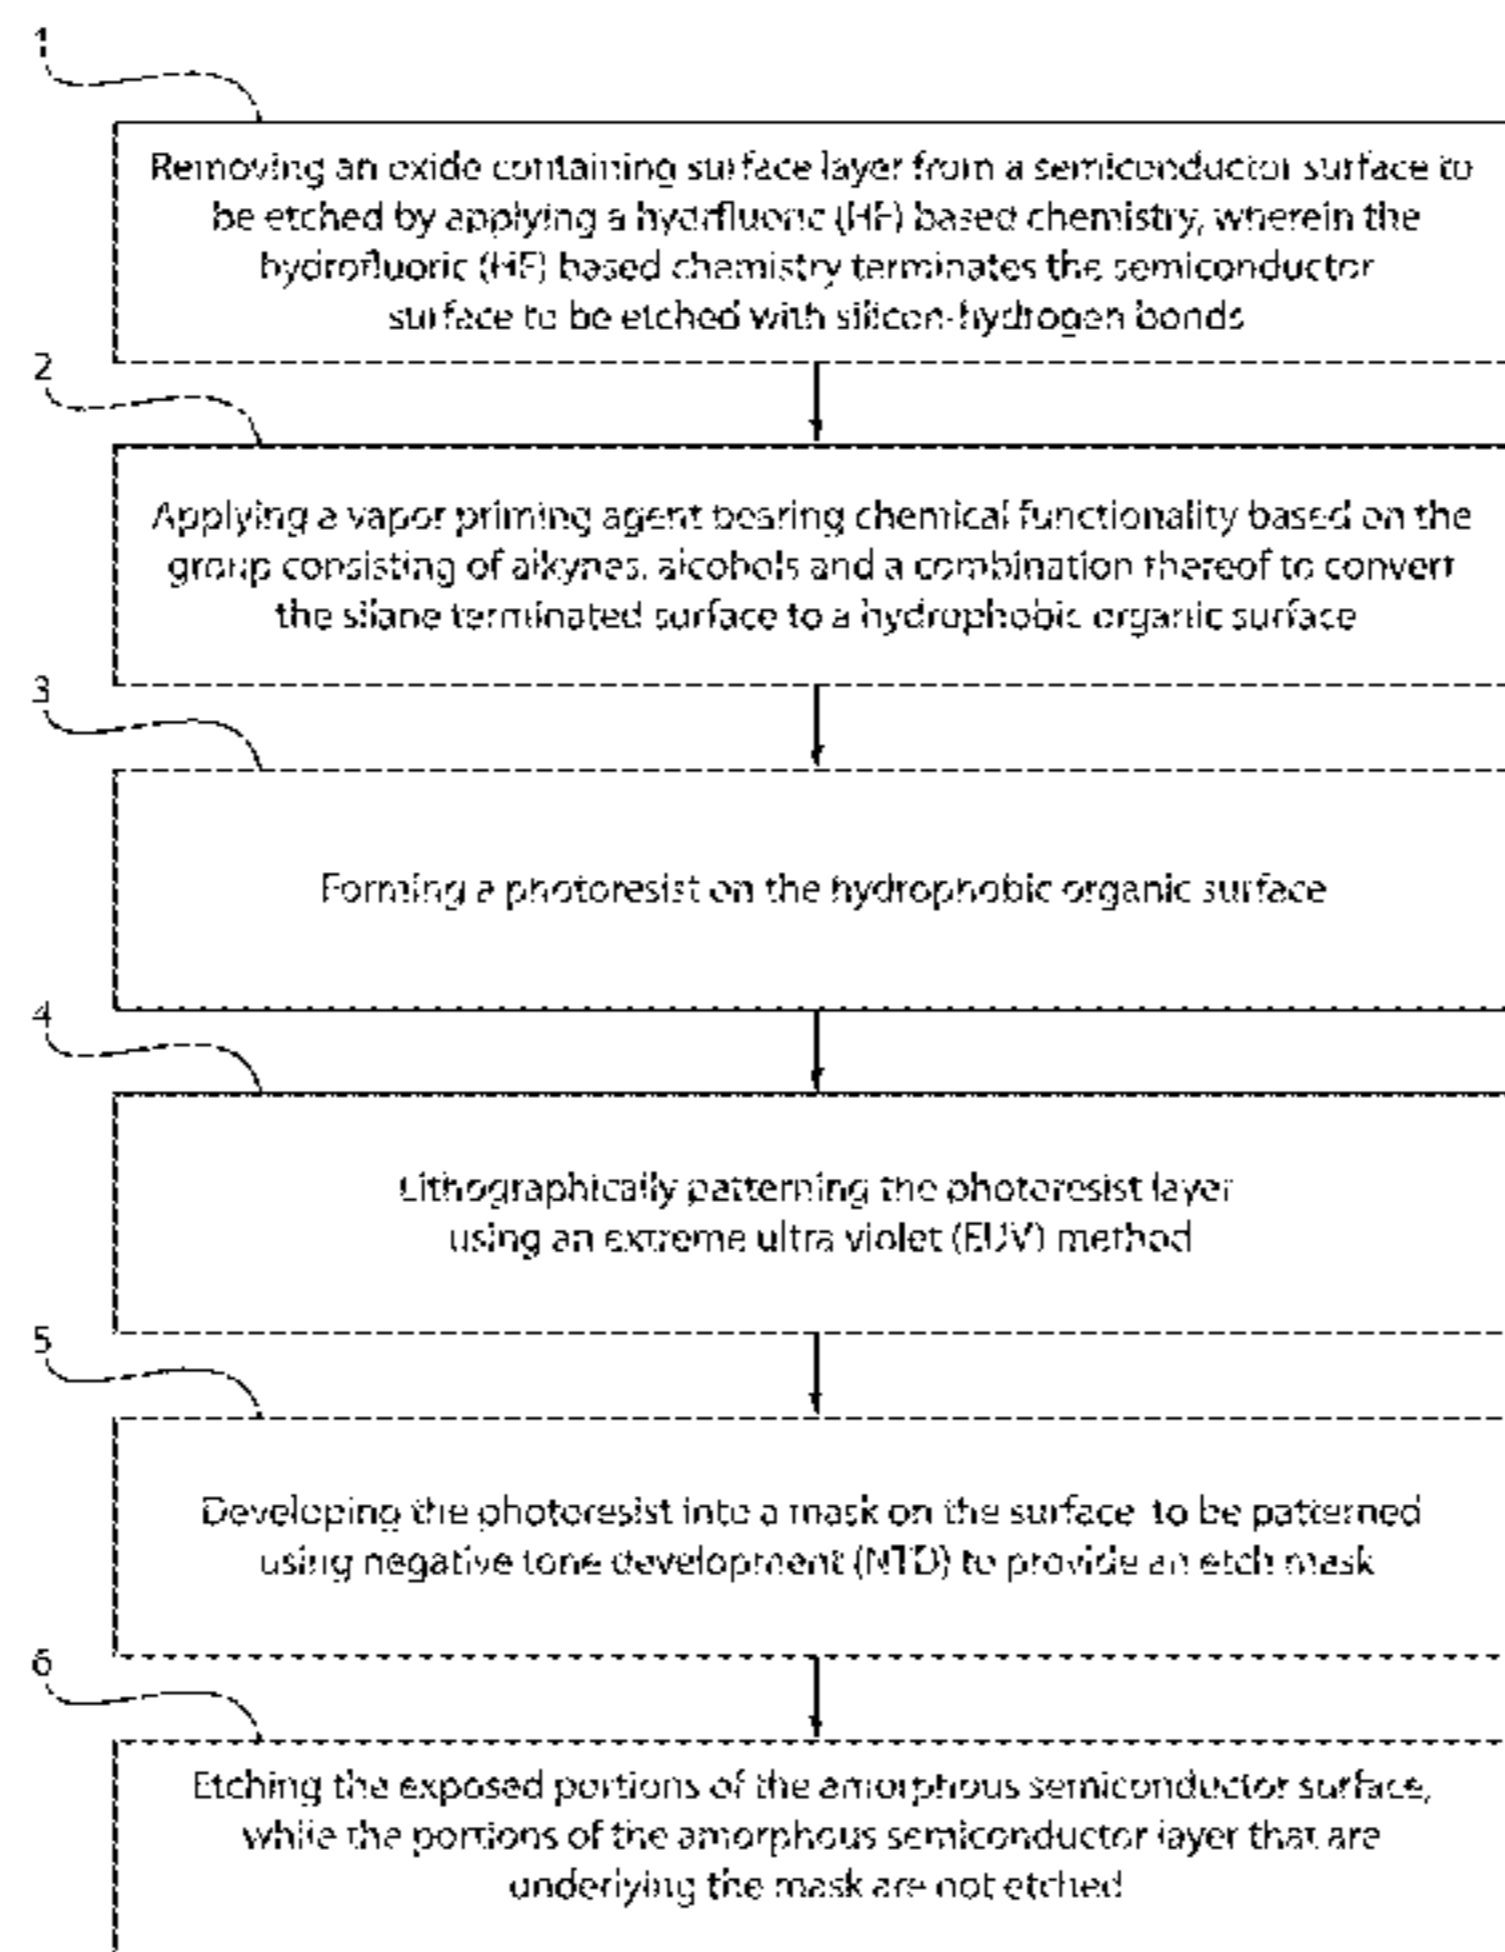 1
Removing an oxide containing surface layer from a semiconductor surface to
be etched by applying a hydrfluoric (HF) based chemistry, wherein the
hydrofluoric (HF) based chemistry terminates the semiconductor
surface to be etched with silicon-hydrogen bonds
2
Applying a vapor priming agent bearing chemical functionality based on the
group consisting of alkynes, alcohols and a combination thereof to convert
the silane terminated surface to a hydrophobic organic surface
3
Forming a photoresist on the hydrophobic organic surface
4
Lithographically patterning the photoresist layer
using an extreme ultra violet (EUV) method
5
Developing the photoresist into a mask on the surface to be patterned
using negative tone development (NTD) to provide an etch mask
6
Etching the exposed portions of the amorphous semiconductor surface,
while the portions of the amorphous semiconductor layer that are
underlying the mask are not etched